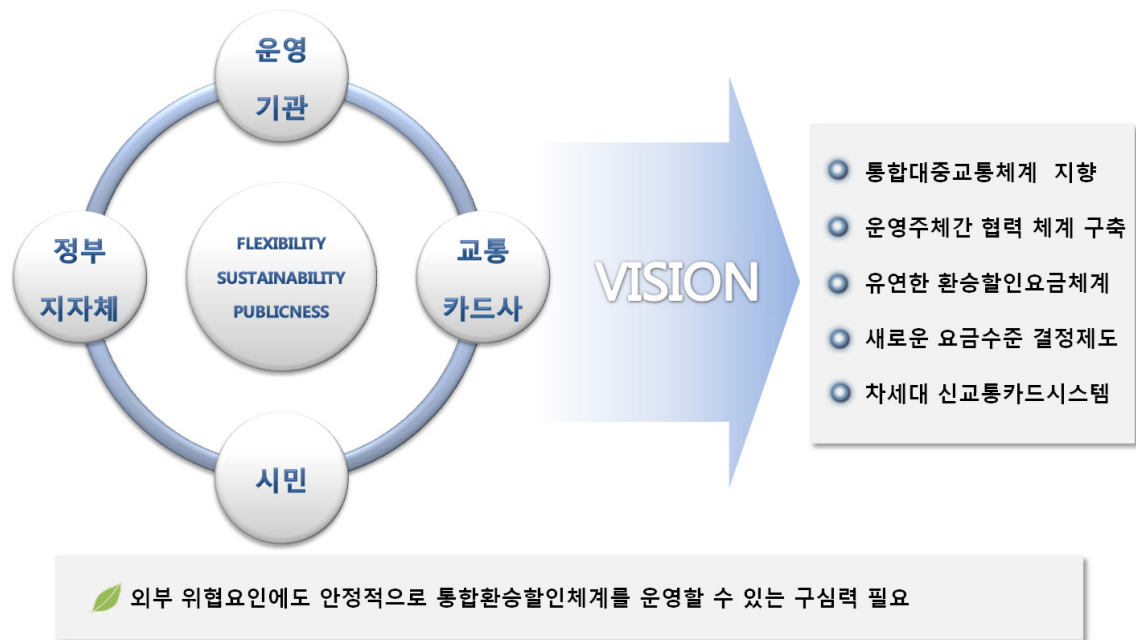 운영
기관
정부
지자체
FLEXIBILITY
SUSTAINABILITY
PUBLICNESS
교통
카드사
시민
VISION
통합대중교통체계 지향
운영주체간 협력 체계 구축
유연한 환승할인요금체계
새로운 요금수준 결정제도
차세대 신교통카드시스템
외부 위협요인에도 안정적으로 통합환승할인체계를 운영할 수 있는 구심력 필요